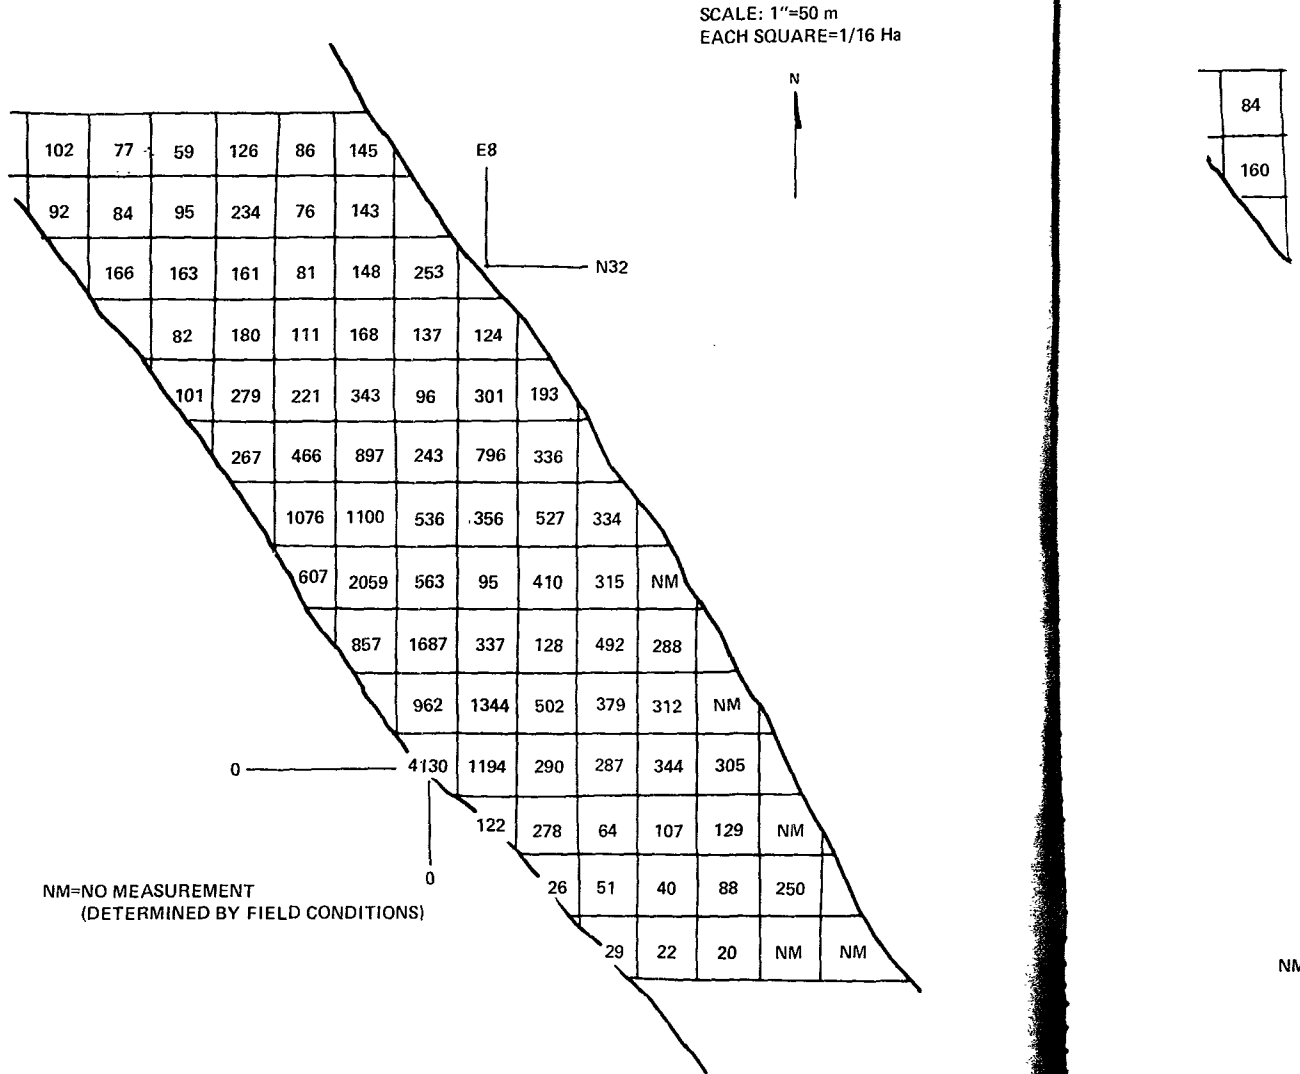 SCALE: 1"=50 m
EACH SQUARE=1/16 Ha
N
84
102 77 59 126 86 145
E8
160
92 84 95 234 76 143
166 163 161 81 148 253
N32
82 180 111 168 137 124
101 279 221 343 96 301 193
267 466 897 243 796 336
1076 1100 536 356 527 334
607 2059 563 95 410 315 NM
857 1687 337 128 492 288
962 1344 502 379 312 NM
0 4130 1194 290 287 344 305
122 278 64 107 129 NM
0
26 51 40 88 250
NM=NO MEASUREMENT
(DETERMINED BY FIELD CONDITIONS)
29 22 20 NM NM
NM